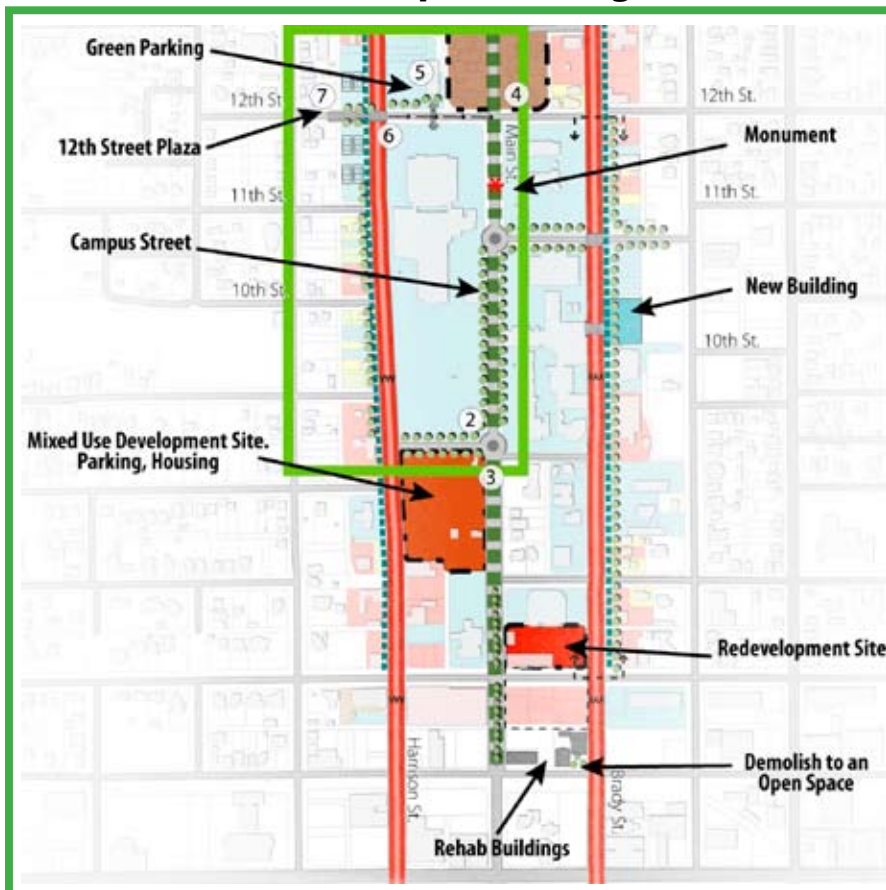 Green Parking
5
12th St.
7
4
12th St.
12th Street Plaza
6
Main St.
Monument
11th St.
11th St.
Campus Street
10th St.
New Building
10th St.
2
Mixed Use Development Site.
Parking, Housing
3
Redevelopment Site
Harrison St.
Brady St.
Demolish to an
Open Space
Rehab Buildings